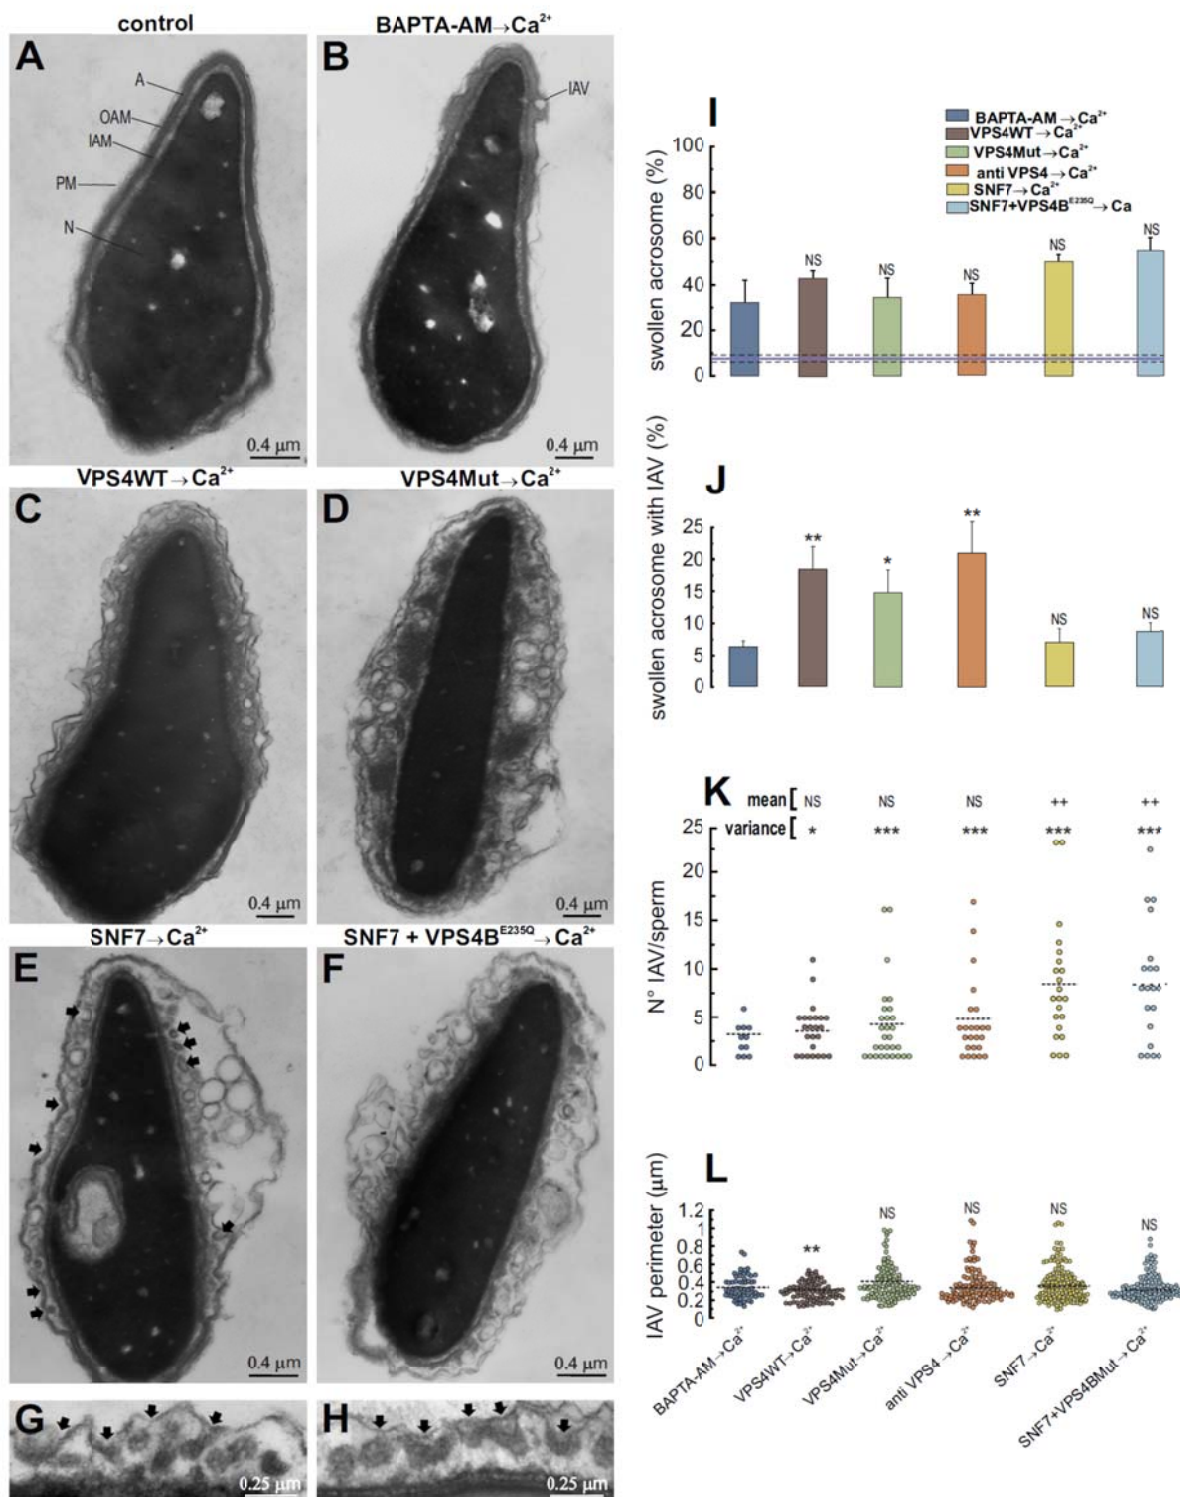 control
BAPTA-AM→Ca²⁺
A
A
OAM
IAM
PM
N
0.4 µm
B
IAV
0.4 µm
VPS4WT→Ca²⁺
VPS4Mut→Ca²⁺
C
0.4 µm
D
0.4 µm
SNF7→Ca²⁺
SNF7 + VPS4B^E235Q→Ca²⁺
E
0.4 µm
F
0.4 µm
G
0.25 µm
H
0.25 µm
I
BAPTA-AM→Ca²⁺
VPS4WT→Ca²⁺
VPS4Mut→Ca²⁺
anti VPS4→Ca²⁺
SNF7→Ca²⁺
SNF7+VPS4B^E235Q→Ca
swollen acrosome (%)
100
80
60
40
20
0
NS NS NS NS NS
J
swollen acrosome with IAV (%)
25
20
15
10
5
0
** * ** NS NS
K
mean [ NS NS NS ++ ++
variance [ * *** *** *** ***
N° IAV/sperm
25
20
15
10
5
0
L
IAV perimeter (µm)
1.2
1
0.8
0.6
0.4
0.2
0
** NS NS NS NS
BAPTA-AM→Ca²⁺
VPS4WT→Ca²⁺
VPS4Mut→Ca²⁺
anti VPS4→Ca²⁺
SNF7→Ca²⁺
SNF7+VPS4BMut→Ca²⁺